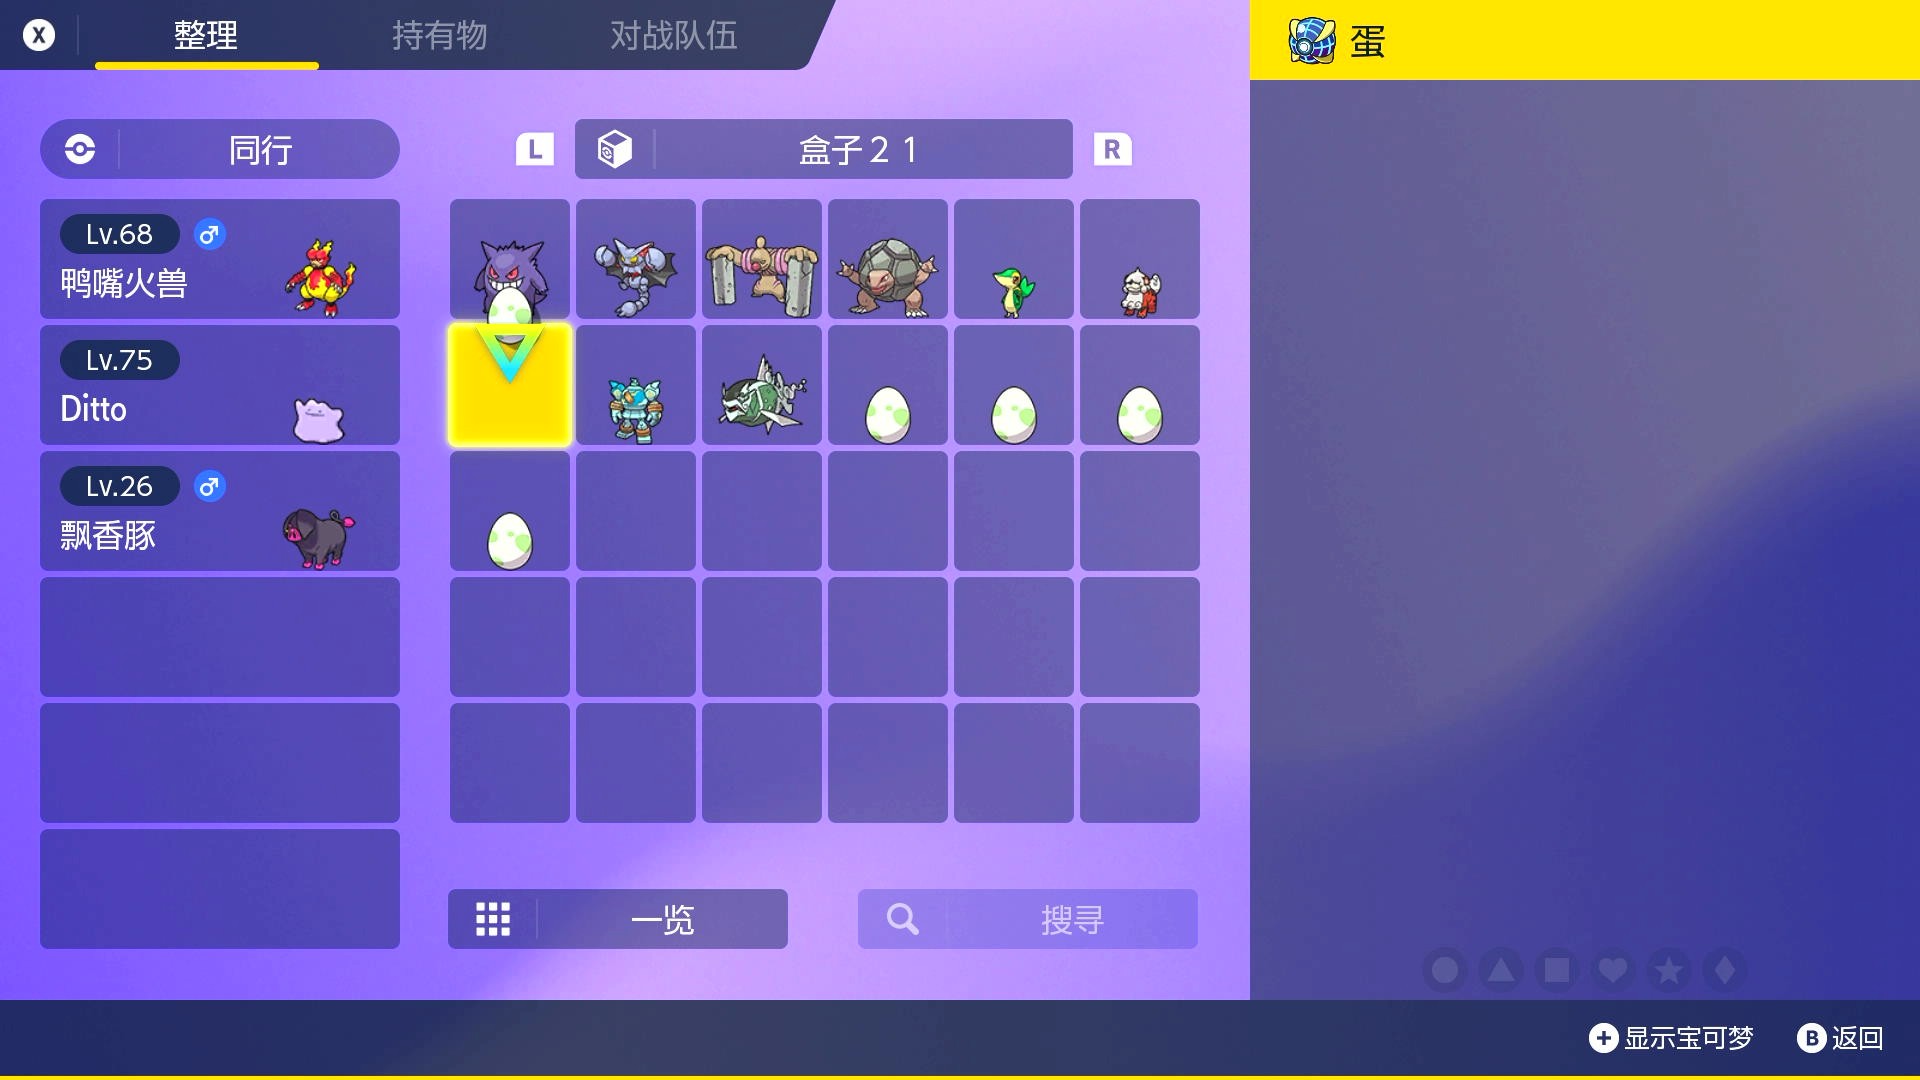 X 整理 持有物 对战队伍
蛋
同行
L 盒子21 R
Lv.68
鸭嘴火兽
Lv.75
Ditto
Lv.26
飘香豚
一览
搜寻
+显示宝可梦 B返回